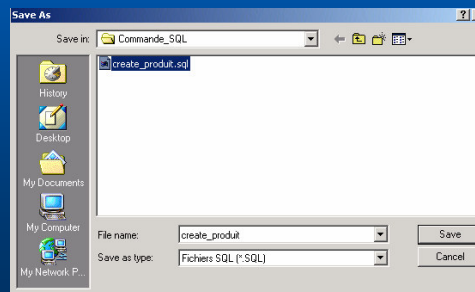 Save As
Save in:
Commande_SQL
create_produit.sql
History
Desktop
My Documents
My Computer
My Network P...
File name:
create_produit
Save
Save as type:
Fichiers SQL (*.SQL)
Cancel